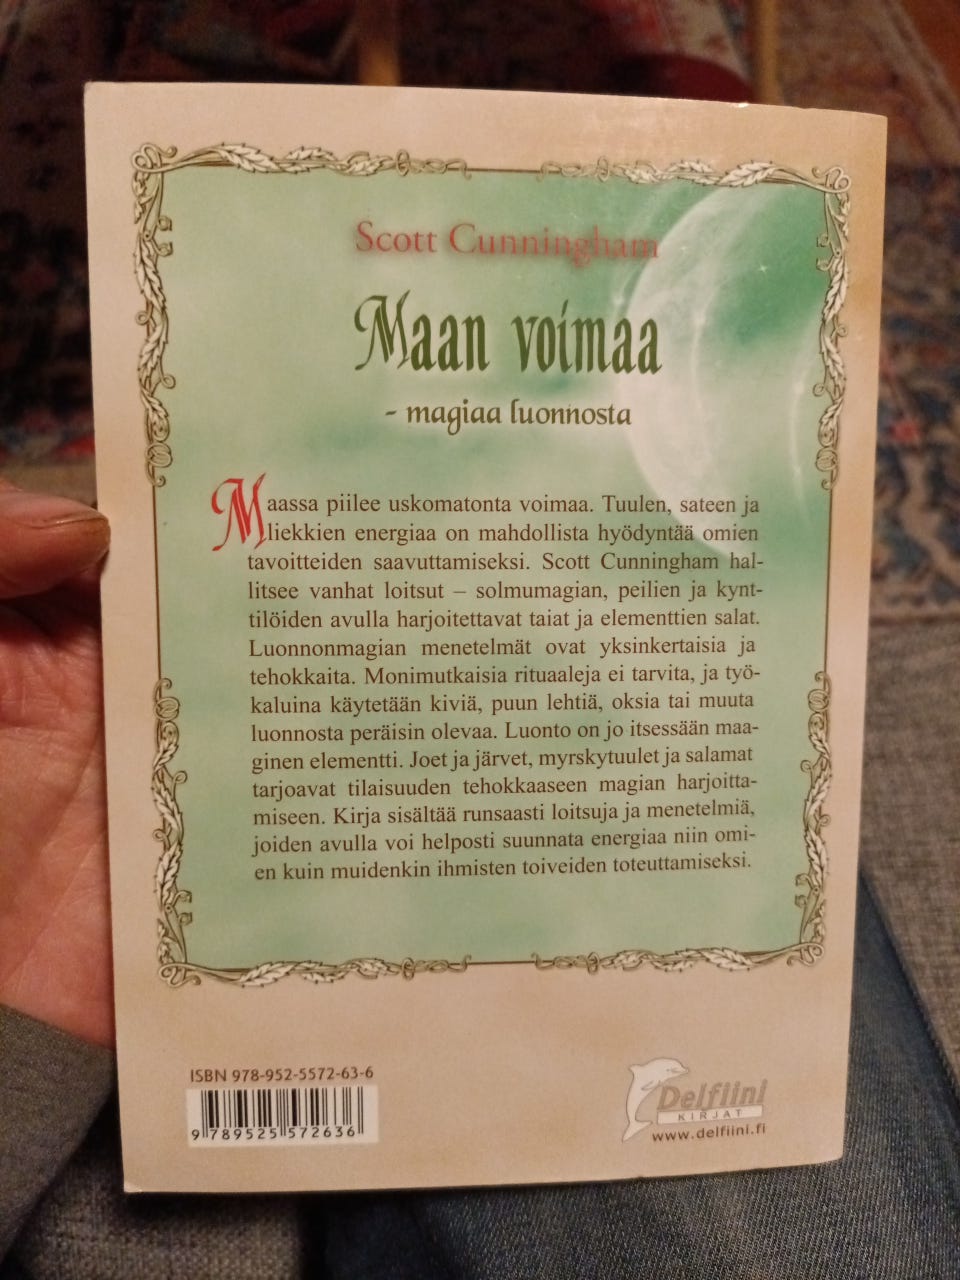 Scott Cunningham
Maan voimaa
- magiaa luonnosta
Maassa piilee uskomatonta voimaa. Tuulen, sateen ja
liekkien energiaa on mahdollista hyödyntää omien
tavoitteiden saavuttamiseksi. Scott Cunningham hal-
litsee vanhat loitsut – solmumagian, peilien ja kynt-
tilöiden avulla harjoitettavat taiat ja elementtien salat.
Luonnonmagian menetelmät ovat yksinkertaisia ja
tehokkaita. Monimutkaisia rituaaleja ei tarvita, ja työ-
kaluina käytetään kiviä, puun lehtiä, oksia tai muuta
luonnosta peräisin olevaa. Luonto on jo itsessään maa-
ginen elementti. Joet ja järvet, myrskytuulet ja salamat
tarjoavat tilaisuuden tehokkaaseen magian harjoitta-
miseen. Kirja sisältää runsaasti loitsuja ja menetelmiä,
joiden avulla voi helposti suunnata energiaa niin omi-
en kuin muidenkin ihmisten toiveiden toteuttamiseksi.
ISBN 978-952-5572-63-6
9 789525 572636
Delfiini
KIRJAT
www.delfiini.fi